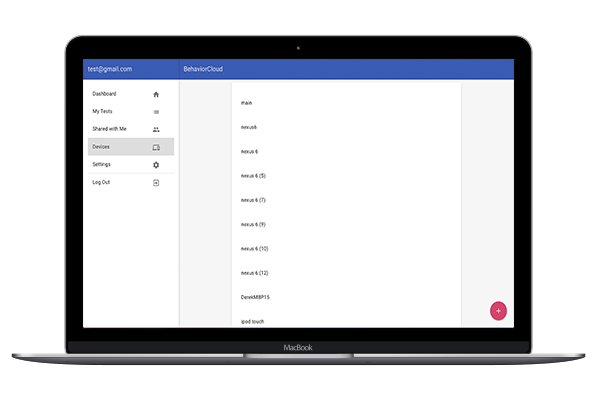 test@gmail.com
BehaviorCloud
Dashboard
My Tests
Shared with Me
Devices
Settings
Log Out
main
nexus6
nexus 6
nexus 6 (5)
nexus 6 (7)
nexus 6 (9)
nexus 6 (10)
nexus 6 (12)
DerekMBP15
ipod touch
MacBook